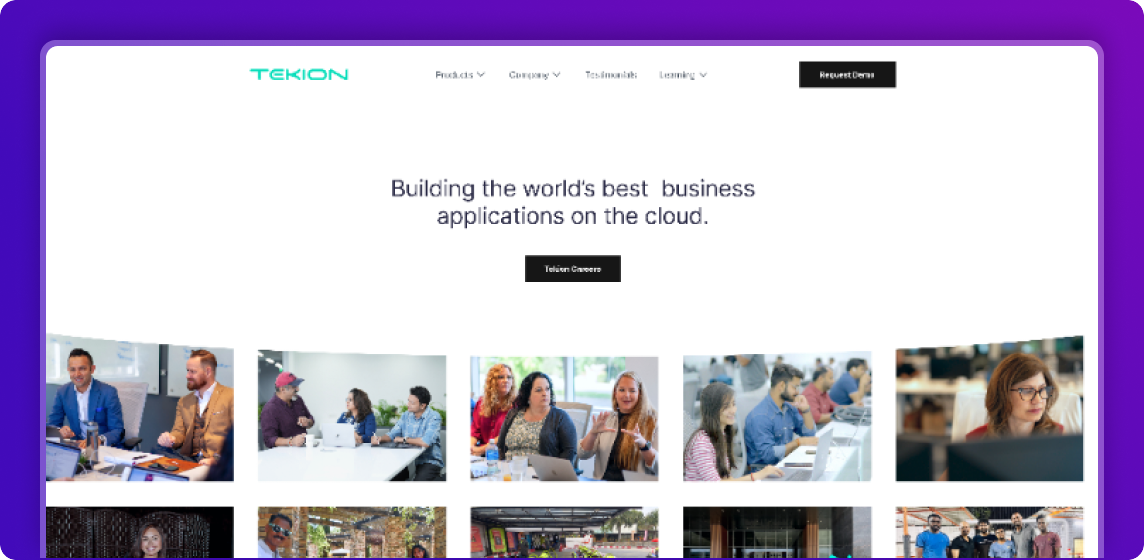 TEKION
Products
Company
Testimonials
Learning
Request Demo
Building the world's best business
applications on the cloud.
Tekion Careers